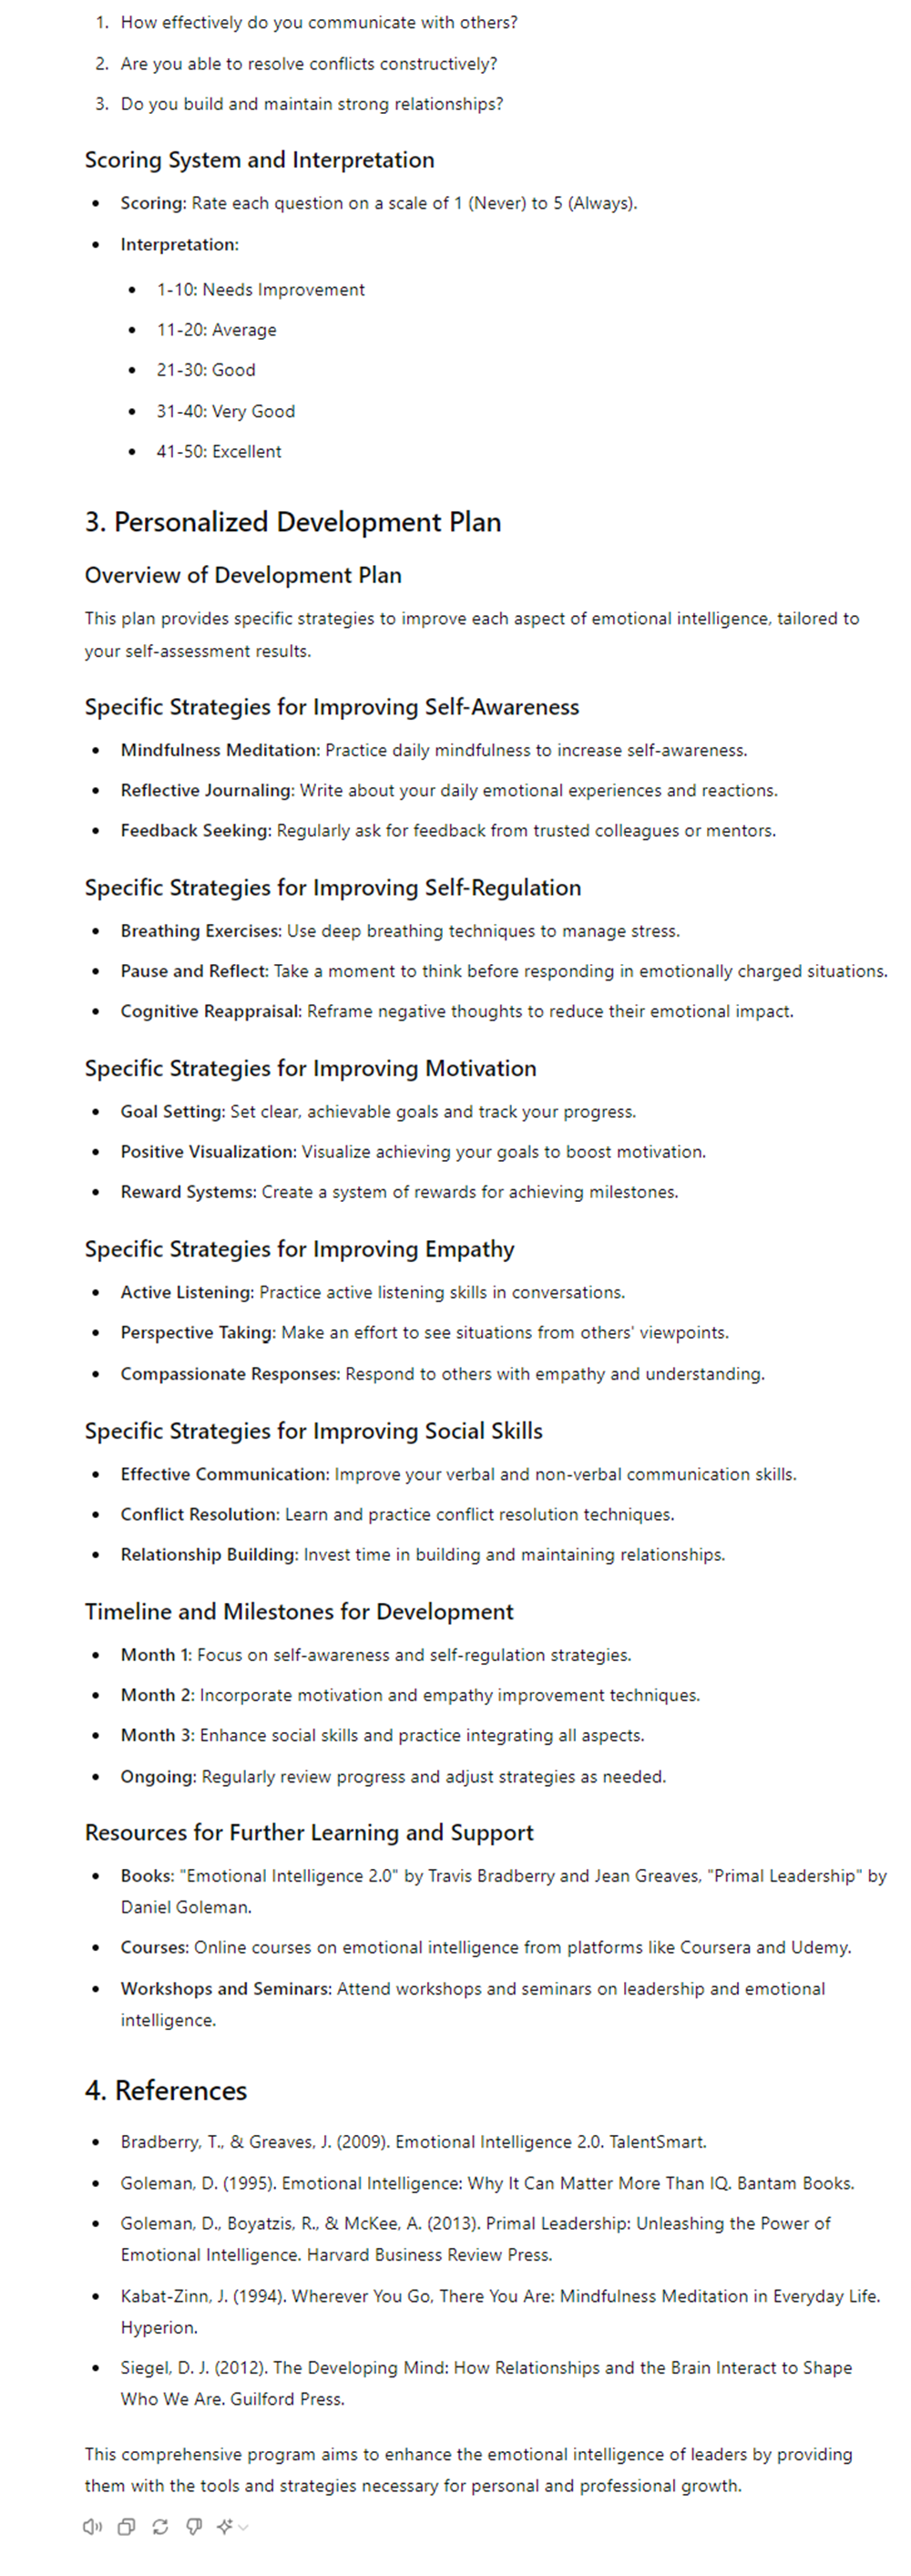 1. How effectively do you communicate with others?
2. Are you able to resolve conflicts constructively?
3. Do you build and maintain strong relationships?
Scoring System and Interpretation
• Scoring: Rate each question on a scale of 1 (Never) to 5 (Always).
• Interpretation:
• 1-10: Needs Improvement
• 11-20: Average
• 21-30: Good
• 31-40: Very Good
• 41-50: Excellent
3. Personalized Development Plan
Overview of Development Plan
This plan provides specific strategies to improve each aspect of emotional intelligence, tailored to
your self-assessment results.
Specific Strategies for Improving Self-Awareness
• Mindfulness Meditation: Practice daily mindfulness to increase self-awareness.
• Reflective Journaling: Write about your daily emotional experiences and reactions.
• Feedback Seeking: Regularly ask for feedback from trusted colleagues or mentors.
Specific Strategies for Improving Self-Regulation
• Breathing Exercises: Use deep breathing techniques to manage stress.
• Pause and Reflect: Take a moment to think before responding in emotionally charged situations.
• Cognitive Reappraisal: Reframe negative thoughts to reduce their emotional impact.
Specific Strategies for Improving Motivation
• Goal Setting: Set clear, achievable goals and track your progress.
• Positive Visualization: Visualize achieving your goals to boost motivation.
• Reward Systems: Create a system of rewards for achieving milestones.
Specific Strategies for Improving Empathy
• Active Listening: Practice active listening skills in conversations.
• Perspective Taking: Make an effort to see situations from others' viewpoints.
• Compassionate Responses: Respond to others with empathy and understanding.
Specific Strategies for Improving Social Skills
• Effective Communication: Improve your verbal and non-verbal communication skills.
• Conflict Resolution: Learn and practice conflict resolution techniques.
• Relationship Building: Invest time in building and maintaining relationships.
Timeline and Milestones for Development
• Month 1: Focus on self-awareness and self-regulation strategies.
• Month 2: Incorporate motivation and empathy improvement techniques.
• Month 3: Enhance social skills and practice integrating all aspects.
• Ongoing: Regularly review progress and adjust strategies as needed.
Resources for Further Learning and Support
• Books: "Emotional Intelligence 2.0" by Travis Bradberry and Jean Greaves, "Primal Leadership" by
Daniel Goleman.
• Courses: Online courses on emotional intelligence from platforms like Coursera and Udemy.
• Workshops and Seminars: Attend workshops and seminars on leadership and emotional
intelligence.
4. References
• Bradberry, T., & Greaves, J. (2009). Emotional Intelligence 2.0. TalentSmart.
• Goleman, D. (1995). Emotional Intelligence: Why It Can Matter More Than IQ. Bantam Books.
• Goleman, D., Boyatzis, R., & McKee, A. (2013). Primal Leadership: Unleashing the Power of
Emotional Intelligence. Harvard Business Review Press.
• Kabat-Zinn, J. (1994). Wherever You Go, There You Are: Mindfulness Meditation in Everyday Life.
Hyperion.
• Siegel, D. J. (2012). The Developing Mind: How Relationships and the Brain Interact to Shape
Who We Are. Guilford Press.
This comprehensive program aims to enhance the emotional intelligence of leaders by providing
them with the tools and strategies necessary for personal and professional growth.